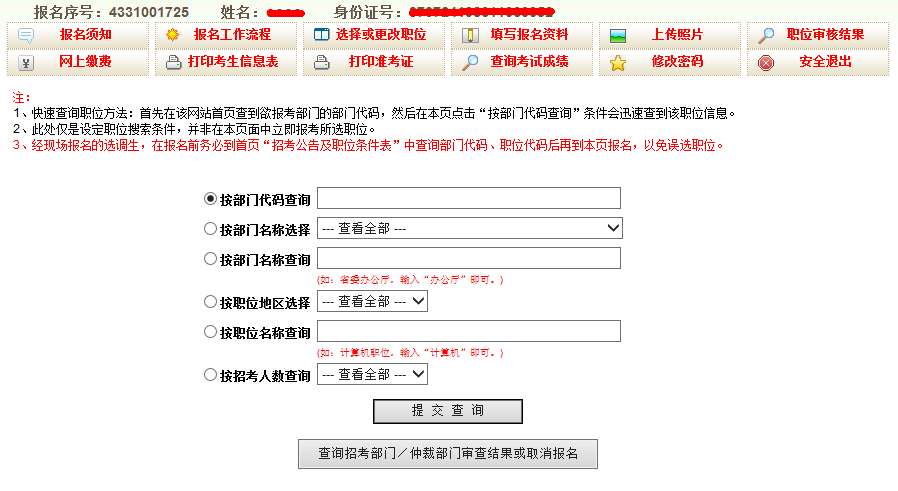 报名序号：4331001725 姓名： 身份证号：
报名须知 报名工作流程 选择或更改职位 填写报名资料 上传照片 职位审核结果
网上缴费 打印考生信息表 打印准考证 查询考试成绩 修改密码 安全退出
注：
1、快速查询职位方法：首先在该网站首页查到欲报考部门的部门代码，然后在本页点击“按部门代码查询”条件会迅速查到该职位信息。
2、此处仅是设定职位搜索条件，并非在本页面中立即报考所选职位。
3、经现场报名的选调生，在报名前务必到首页“招考公告及职位条件表”中查询部门代码、职位代码后再到本页报名，以免误选职位。
按部门代码查询
按部门名称选择 --- 查看全部 ---
按部门名称查询
(如：省委办公厅，输入“办公厅”即可。)
按职位地区选择 --- 查看全部 ---
按职位名称查询
(如：计算机职位，输入“计算机”即可。)
按招考人数查询 --- 查看全部 ---
提 交 查 询
查询招考部门／仲裁部门审查结果或取消报名